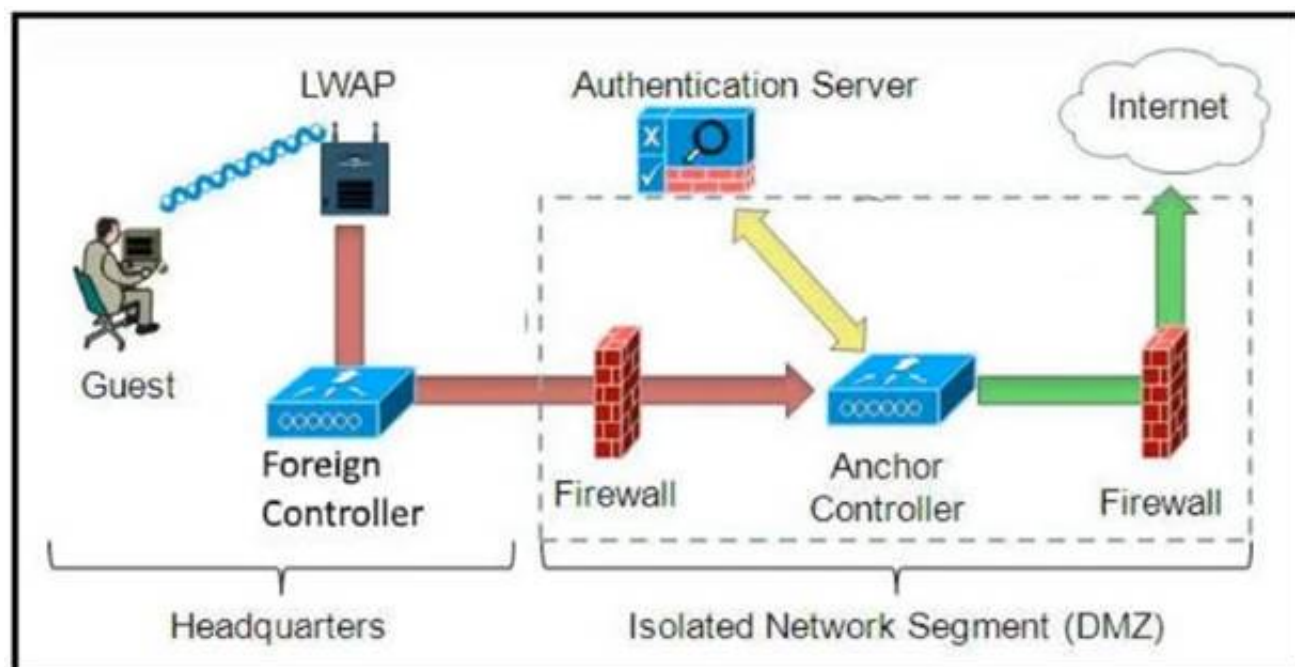 LWAP
Authentication Server
Internet
Guest
Foreign
Controller
Firewall
Anchor
Controller
Firewall
Headquarters
Isolated Network Segment (DMZ)